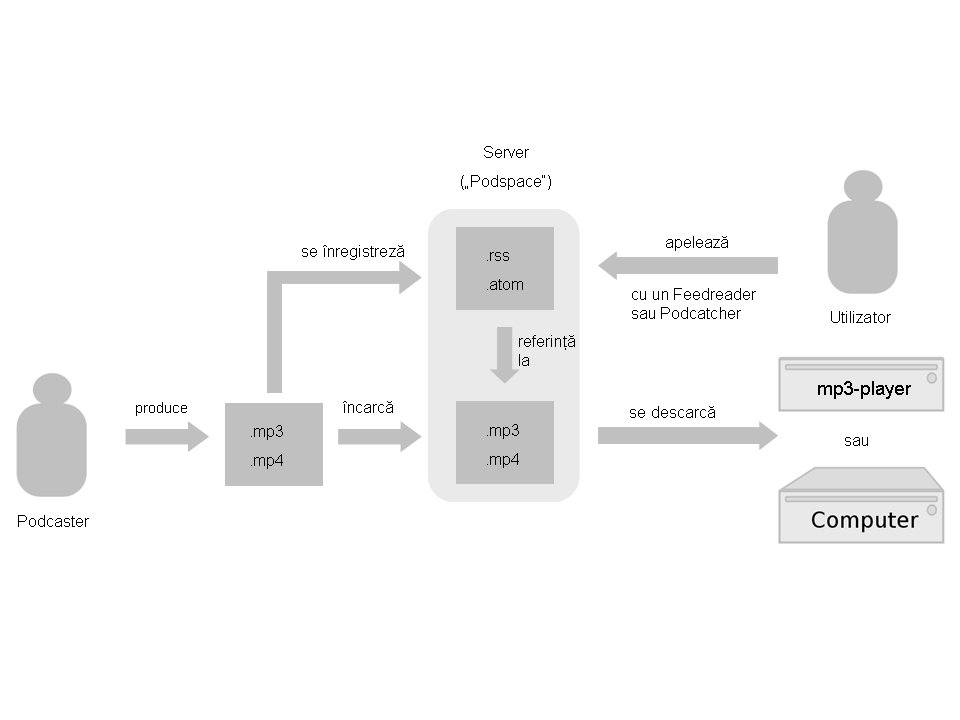 Server
(„Podspace”)
se înregistreză
.rss
.atom
apelează
cu un Feedreader
sau Podcatcher
Utilizator
referință
la
mp3-player
produce
.mp3
.mp4
încarcă
.mp3
.mp4
se descarcă
sau
Computer
Podcaster